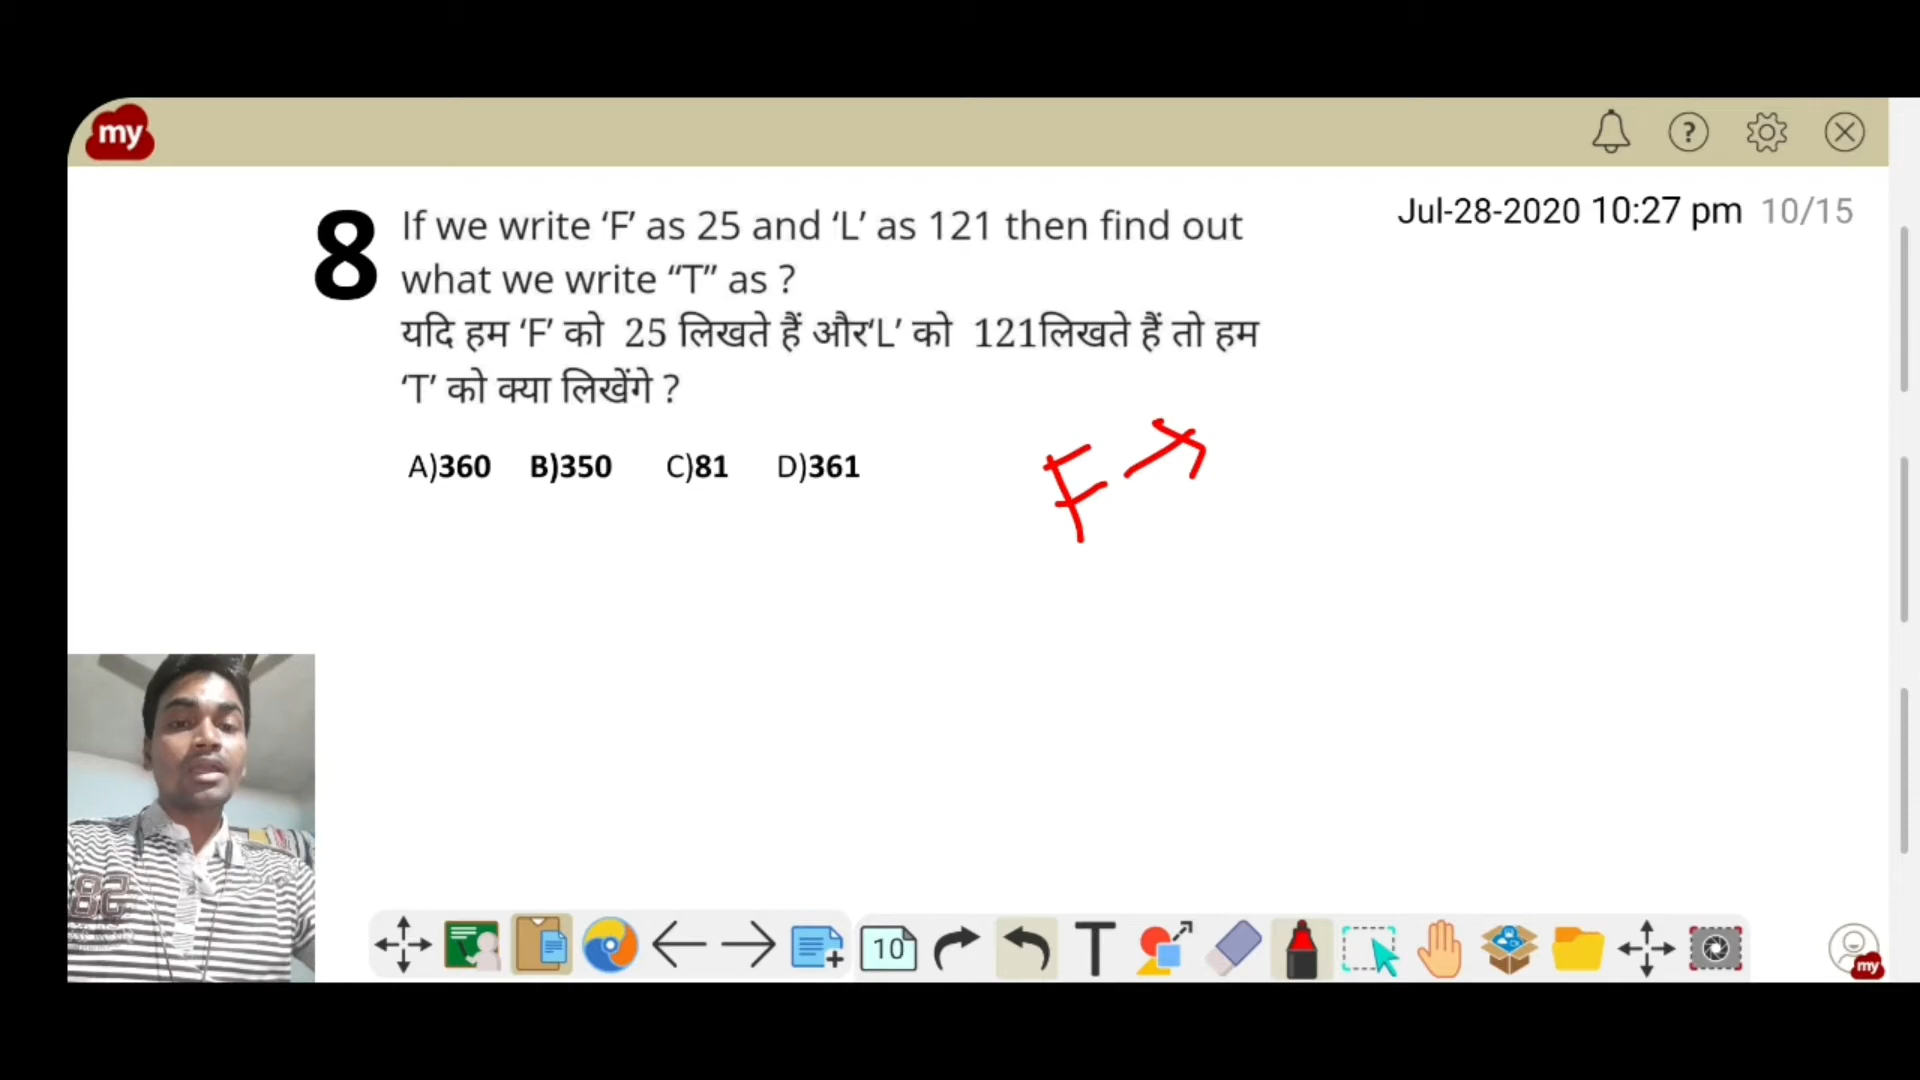 my
Jul-28-2020 10:27 pm 10/15
8 If we write ‘F’ as 25 and ‘L’ as 121 then find out
what we write “T” as ?
यदि हम ‘F’ को 25 लिखते हैं और‘L’ को 121लिखते हैं तो हम
‘T’ को क्या लिखेंगे ?
A)360 B)350 C)81 D)361
F →
82
10 T
my